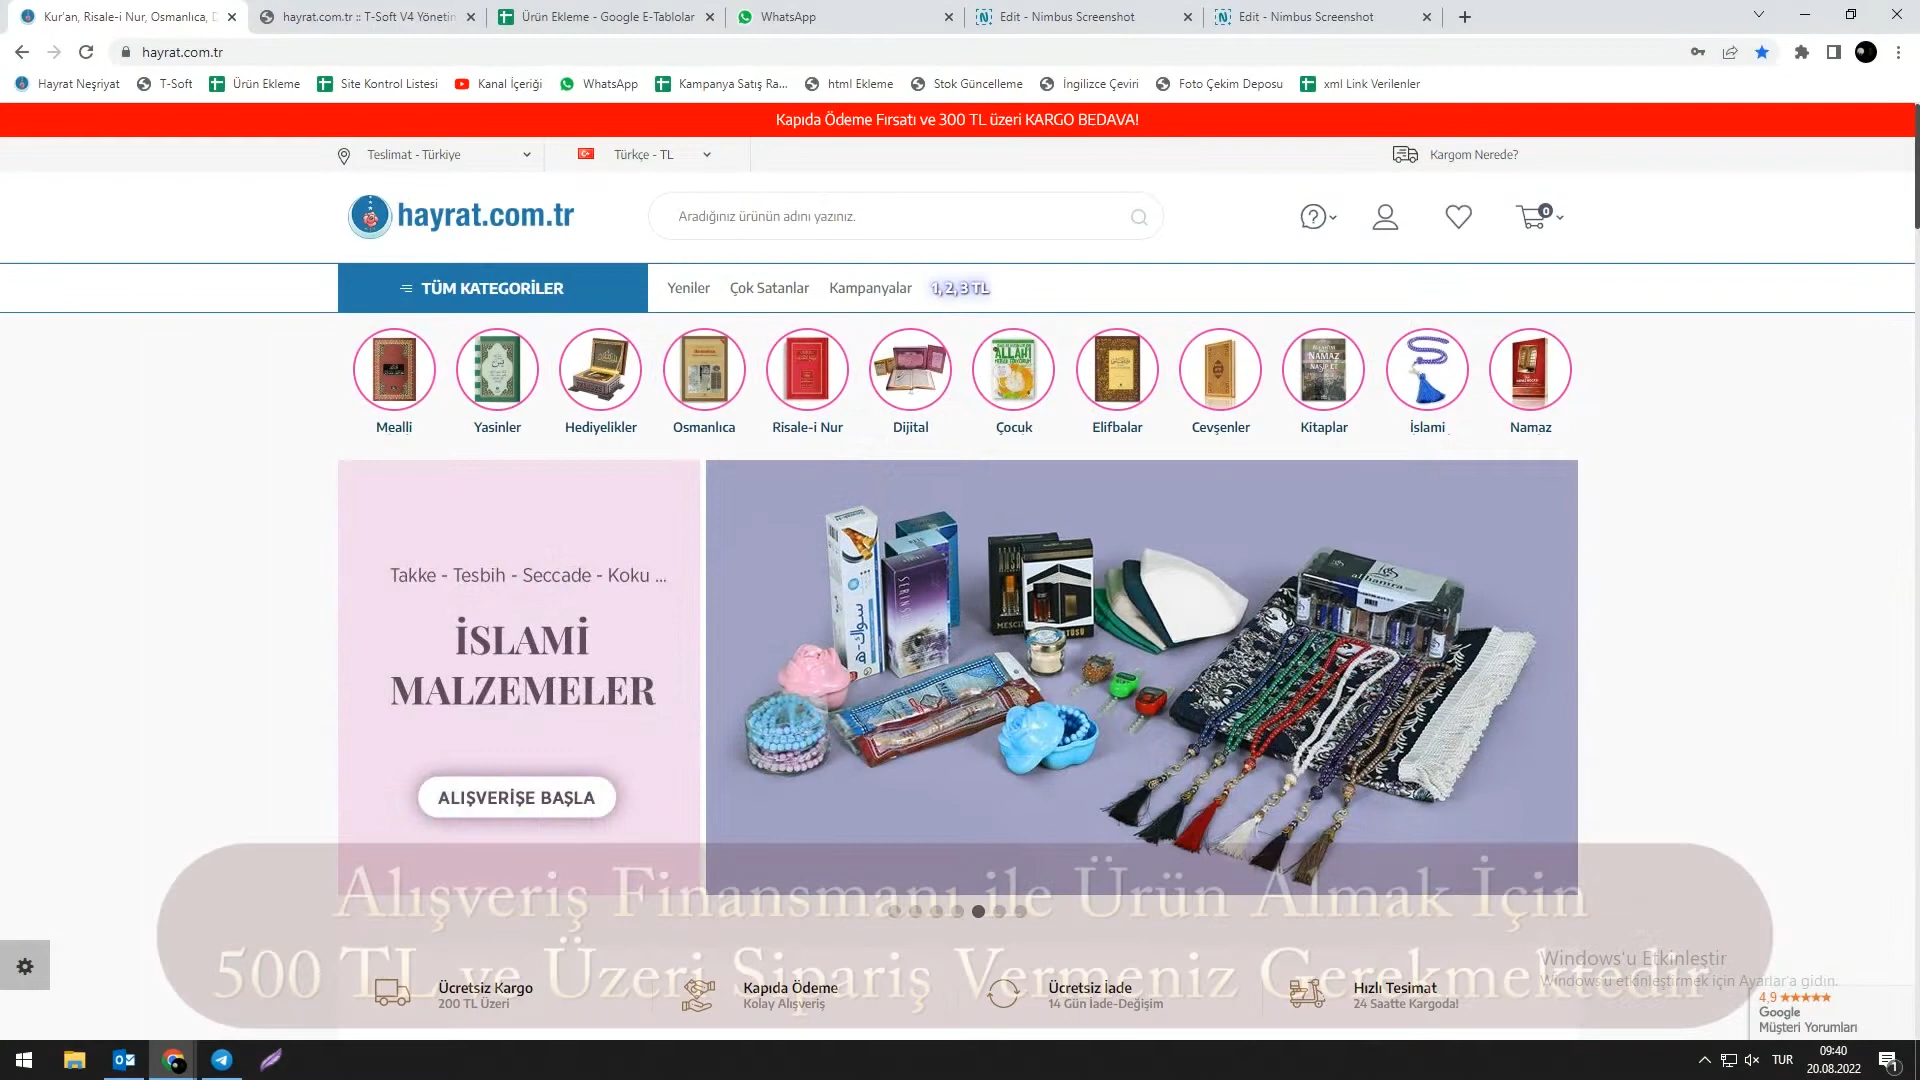 Kur'an, Risale-i Nur, Osmanlıca, D
hayrat.com.tr :: T-Soft V4 Yönetin
Ürün Ekleme - Google E-Tablolar
WhatsApp
Edit - Nimbus Screenshot
Edit - Nimbus Screenshot
hayrat.com.tr
Hayrat Neşriyat
T-Soft
Ürün Ekleme
Site Kontrol Listesi
Kanal İçeriği
WhatsApp
Kampanya Satış Ra...
html Ekleme
Stok Güncelleme
İngilizce Çeviri
Foto Çekim Deposu
xml Link Verilenler
Kapıda Ödeme Fırsatı ve 300 TL üzeri KARGO BEDAVA!
Teslimat - Türkiye
Türkçe - TL
Kargom Nerede?
hayrat.com.tr
Aradığınız ürünün adını yazınız.
0
TÜM KATEGORİLER
Yeniler
Çok Satanlar
Kampanyalar
1, 2, 3 TL
Mealli
Yasinler
Hediyelikler
Osmanlıca
Risale-i Nur
Dijital
Çocuk
Elifbalar
Cevşenler
Kitaplar
İslami
Namaz
Takke - Tesbih - Seccade - Koku ...
İSLAMİ
MALZEMELER
ALIŞVERİŞE BAŞLA
Alışveriş Finansmanı ile Ürün Almak İçin
500 TL ve Üzeri Sipariş Vermeniz Gerekmektedir
Ücretsiz Kargo
200 TL Üzeri
Kapıda Ödeme
Kolay Alışveriş
Ücretsiz İade
14 Gün İade-Değişim
Hızlı Tesimat
24 Saatte Kargoda!
Windows'u Etkinleştir
Windows'u etkinleştirmek için Ayarlar'a gidin.
4,9 ★★★★★
Google
Müşteri Yorumları
TUR
09:40
20.08.2022
1